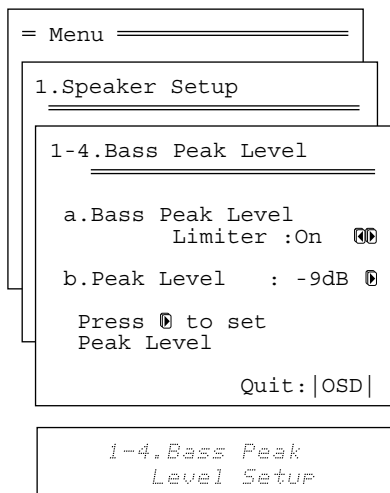 = Menu
1.Speaker Setup
1-4.Bass Peak Level
a.Bass Peak Level
Limiter :On
b.Peak Level : -9dB
Press to set
Peak Level
Quit:|OSD|
1-4.Bass Peak
Level Setup